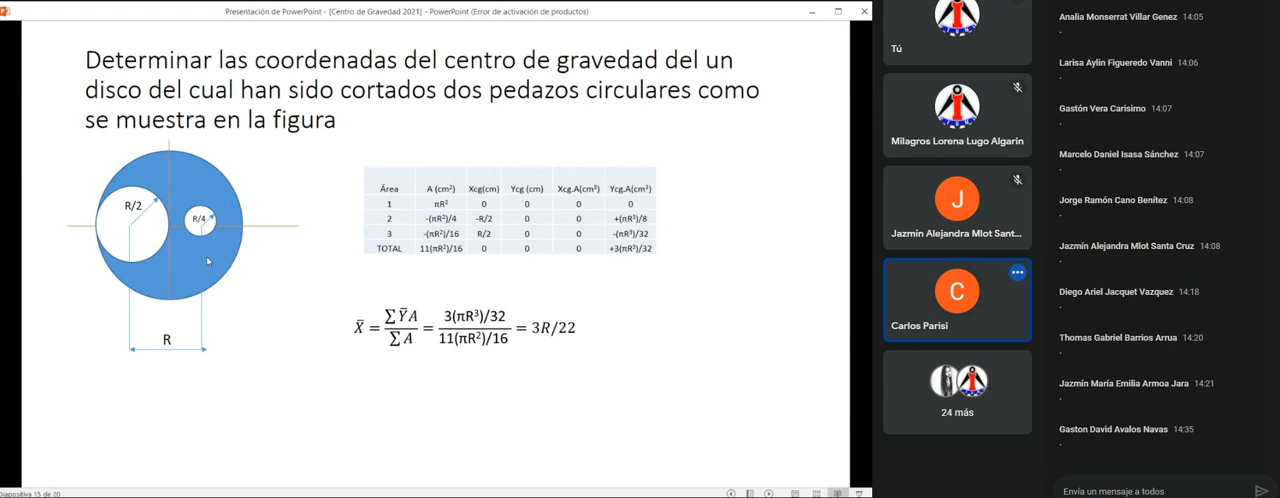 Presentación de PowerPoint - [Centro de Gravedad 2021] - PowerPoint (Error de activación de productos)
Determinar las coordenadas del centro de gravedad del un
disco del cual han sido cortados dos pedazos circulares como
se muestra en la figura
R/2
R/4
R
Área A (cm²) Xcg(cm) Ycg (cm) Xcg.A(cm³) Ycg.A(cm³)
1 πR² 0 0 0 0
2 -(πR²)/4 -R/2 0 0 +(πR³)/8
3 -(πR²)/16 R/2 0 0 -(πR³)/32
TOTAL 11(πR²)/16 0 0 0 +3(πR³)/32
X̄ = ∑ȲA / ∑A = 3(πR³)/32 / 11(πR²)/16 = 3R/22
Diapositiva 15 de 20
Tú
Milagros Lorena Lugo Algarin
J
Jazmín Alejandra Mlot Sant...
C
Carlos Parisi
24 más
Analia Monserrat Villar Genez 14:05
.
Larisa Aylin Figueredo Vanni 14:06
.
Gastón Vera Carisimo 14:07
.
Marcelo Daniel Isasa Sánchez 14:07
.
Jorge Ramón Cano Benítez 14:08
.
Jazmín Alejandra Mlot Santa Cruz 14:08
.
Diego Ariel Jacquet Vazquez 14:18
.
Thomas Gabriel Barrios Arrua 14:20
.
Jazmín María Emilia Armoa Jara 14:21
.
Gaston David Avalos Navas 14:35
.
Envía un mensaje a todos